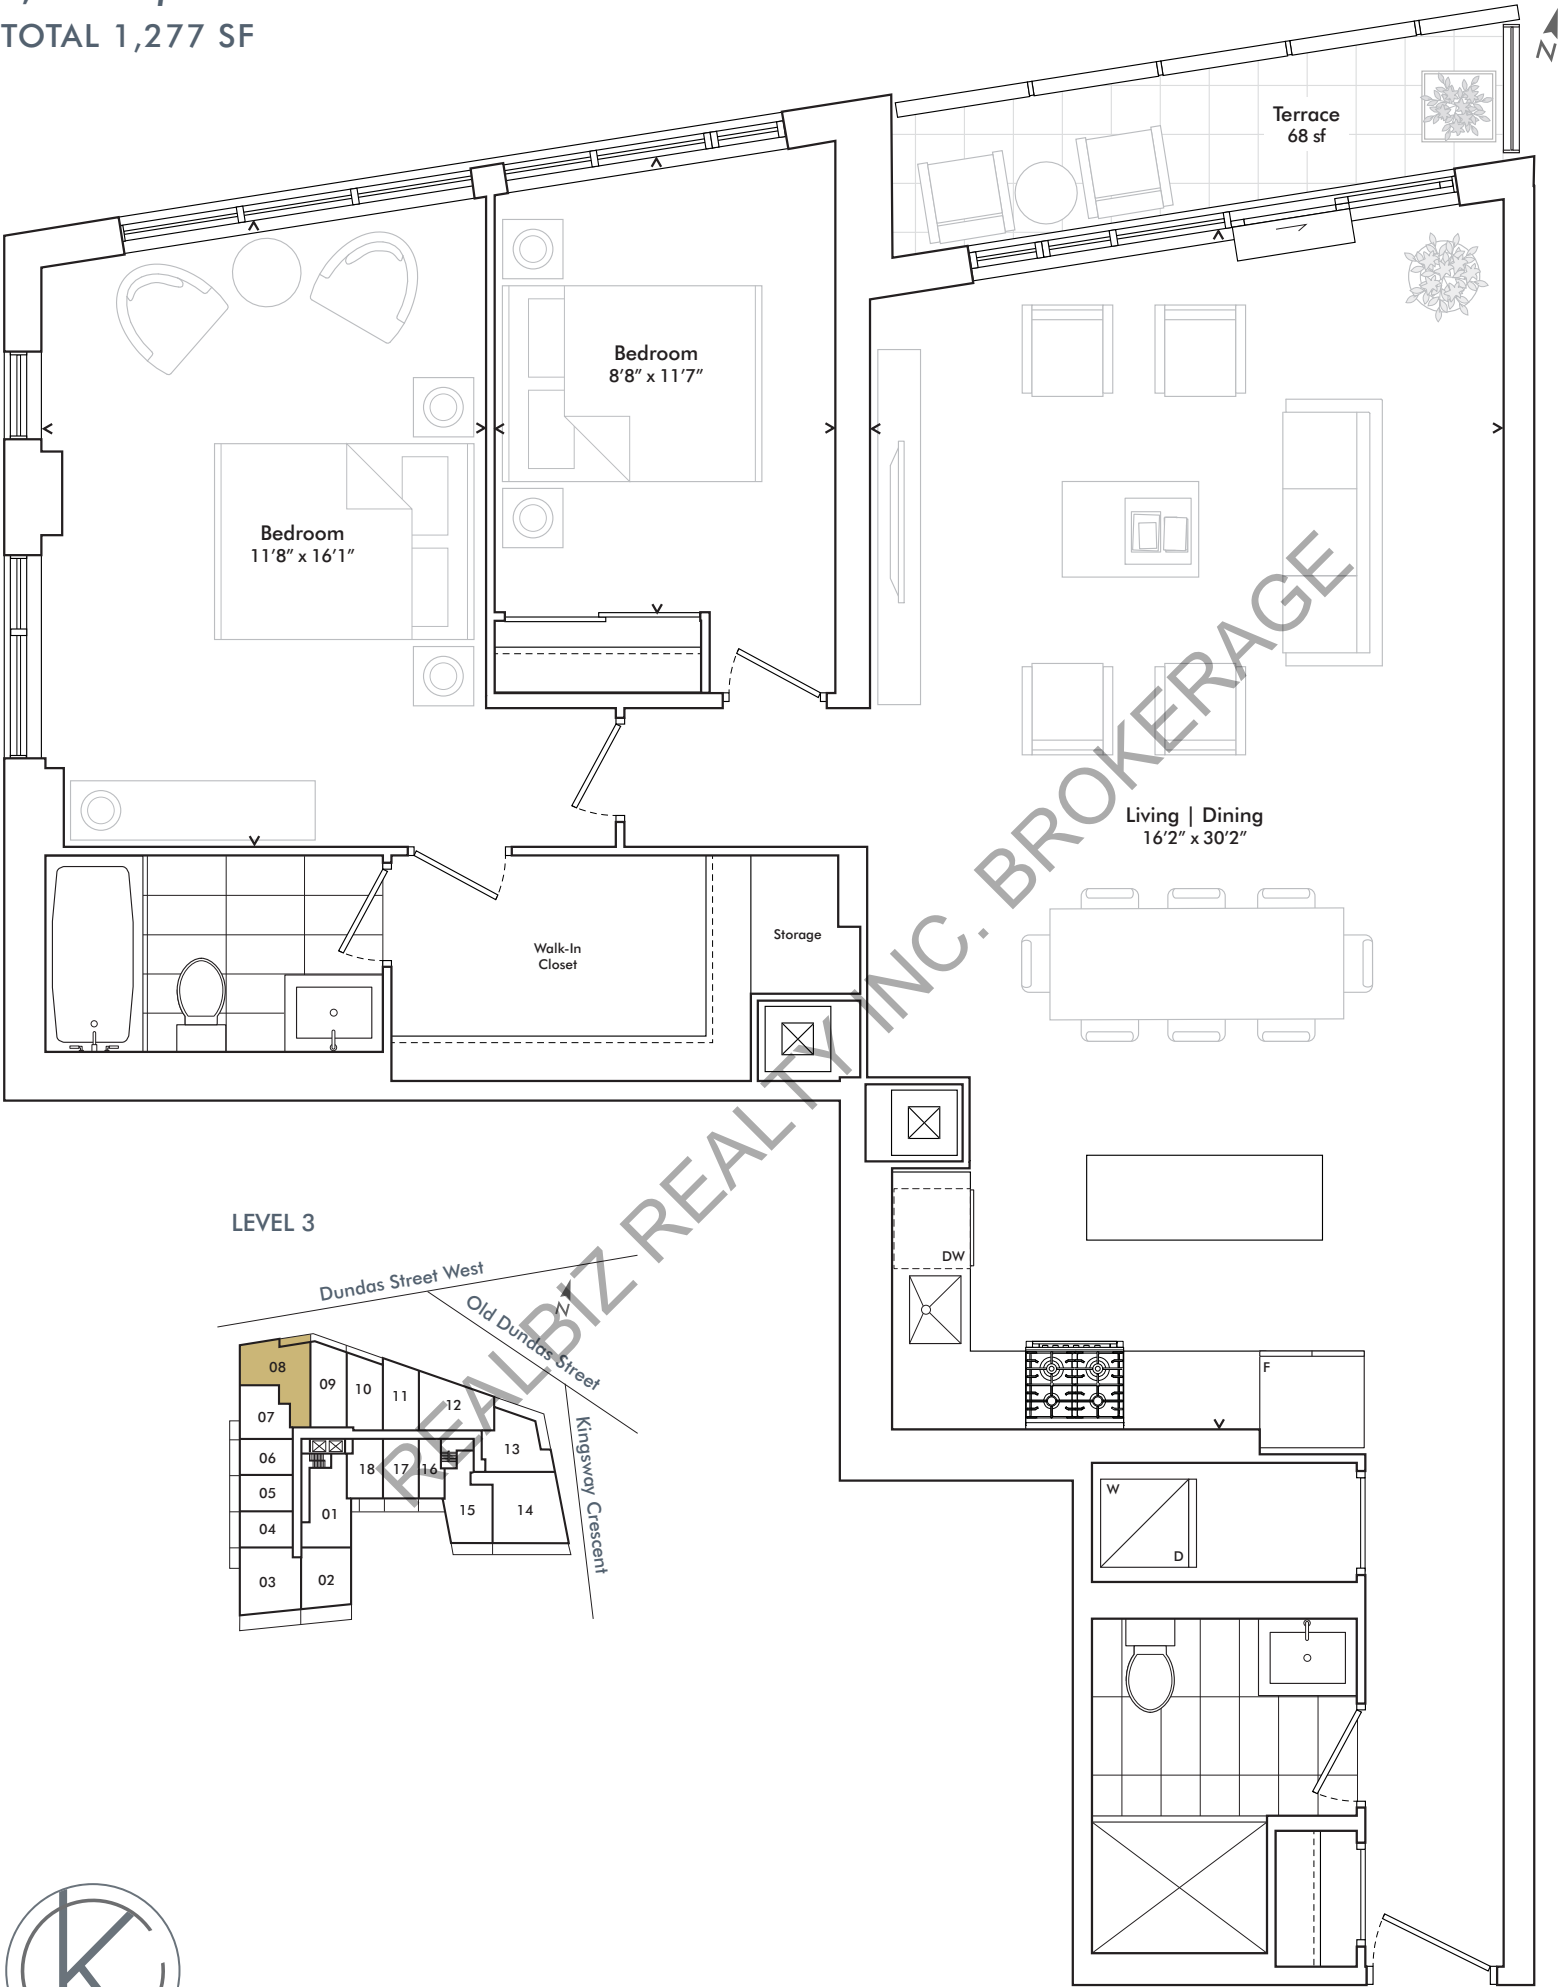 TOTAL 1,277 SF
N
Terrace
68 sf
Bedroom
8'8" x 11'7"
Bedroom
11'8" x 16'1"
Living | Dining
16'2" x 30'2"
Walk-In
Closet
Storage
DW
F
W
D
LEVEL 3
Dundas Street West
Old Dundas Street
Kingsway Crescent
N
08
09
10
11
12
07
13
06
18
17
16
05
01
15
14
04
03
02
REALBIZ REALTY INC. BROKERAGE
K